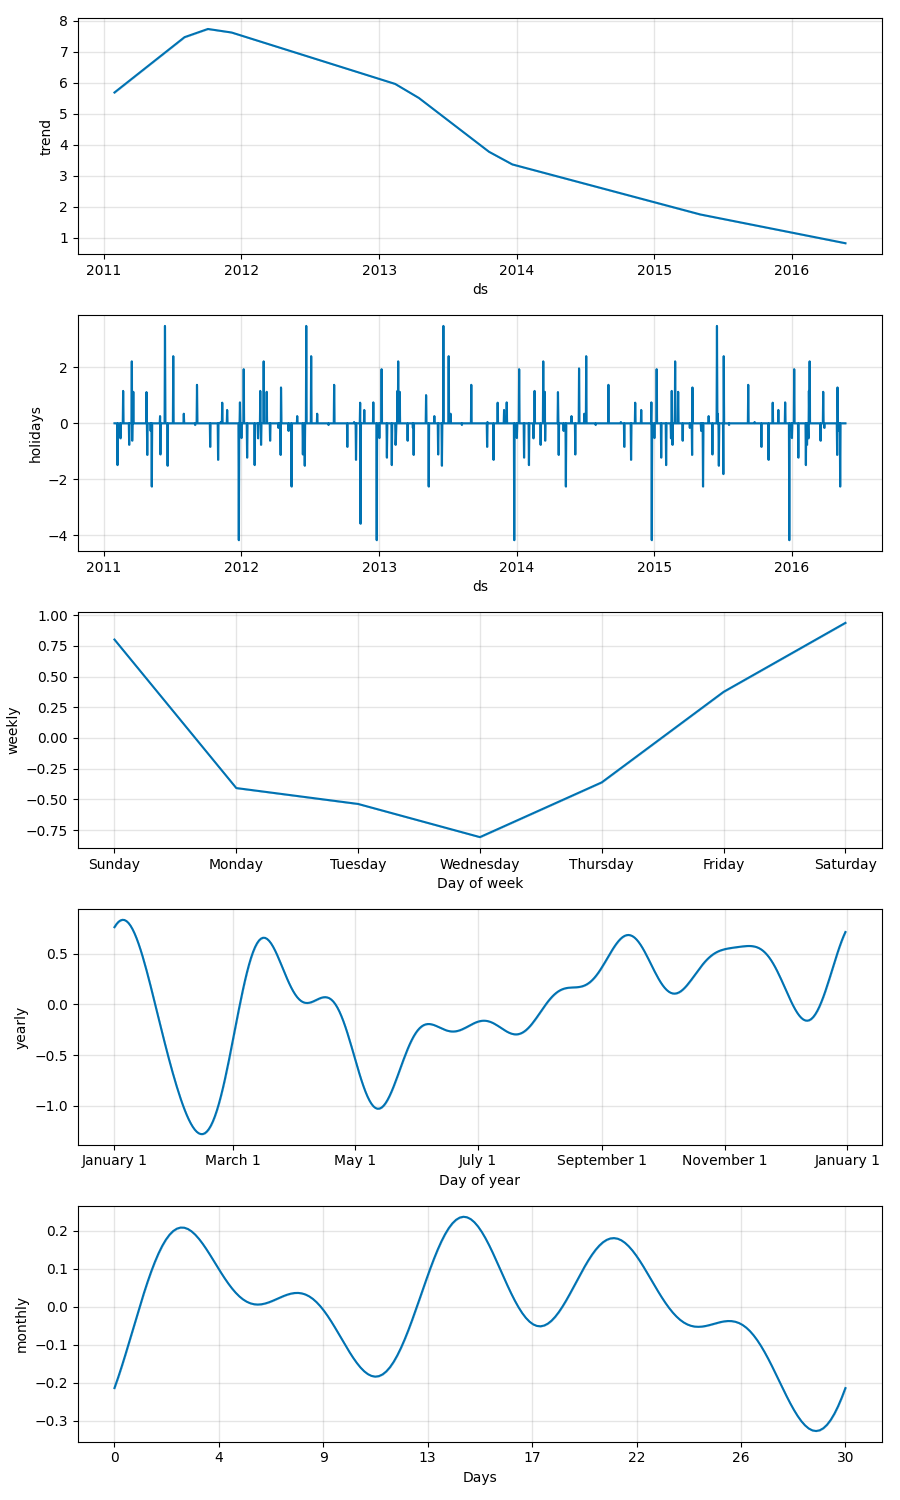 8
7
6
5
4
3
2
1
trend
2011 2012 2013 2014 2015 2016
ds
2
0
−2
−4
holidays
2011 2012 2013 2014 2015 2016
ds
1.00
0.75
0.50
0.25
0.00
−0.25
−0.50
−0.75
weekly
Sunday Monday Tuesday Wednesday Thursday Friday Saturday
Day of week
0.5
0.0
−0.5
−1.0
yearly
January 1 March 1 May 1 July 1 September 1 November 1 January 1
Day of year
0.2
0.1
0.0
−0.1
−0.2
−0.3
monthly
0 4 9 13 17 22 26 30
Days